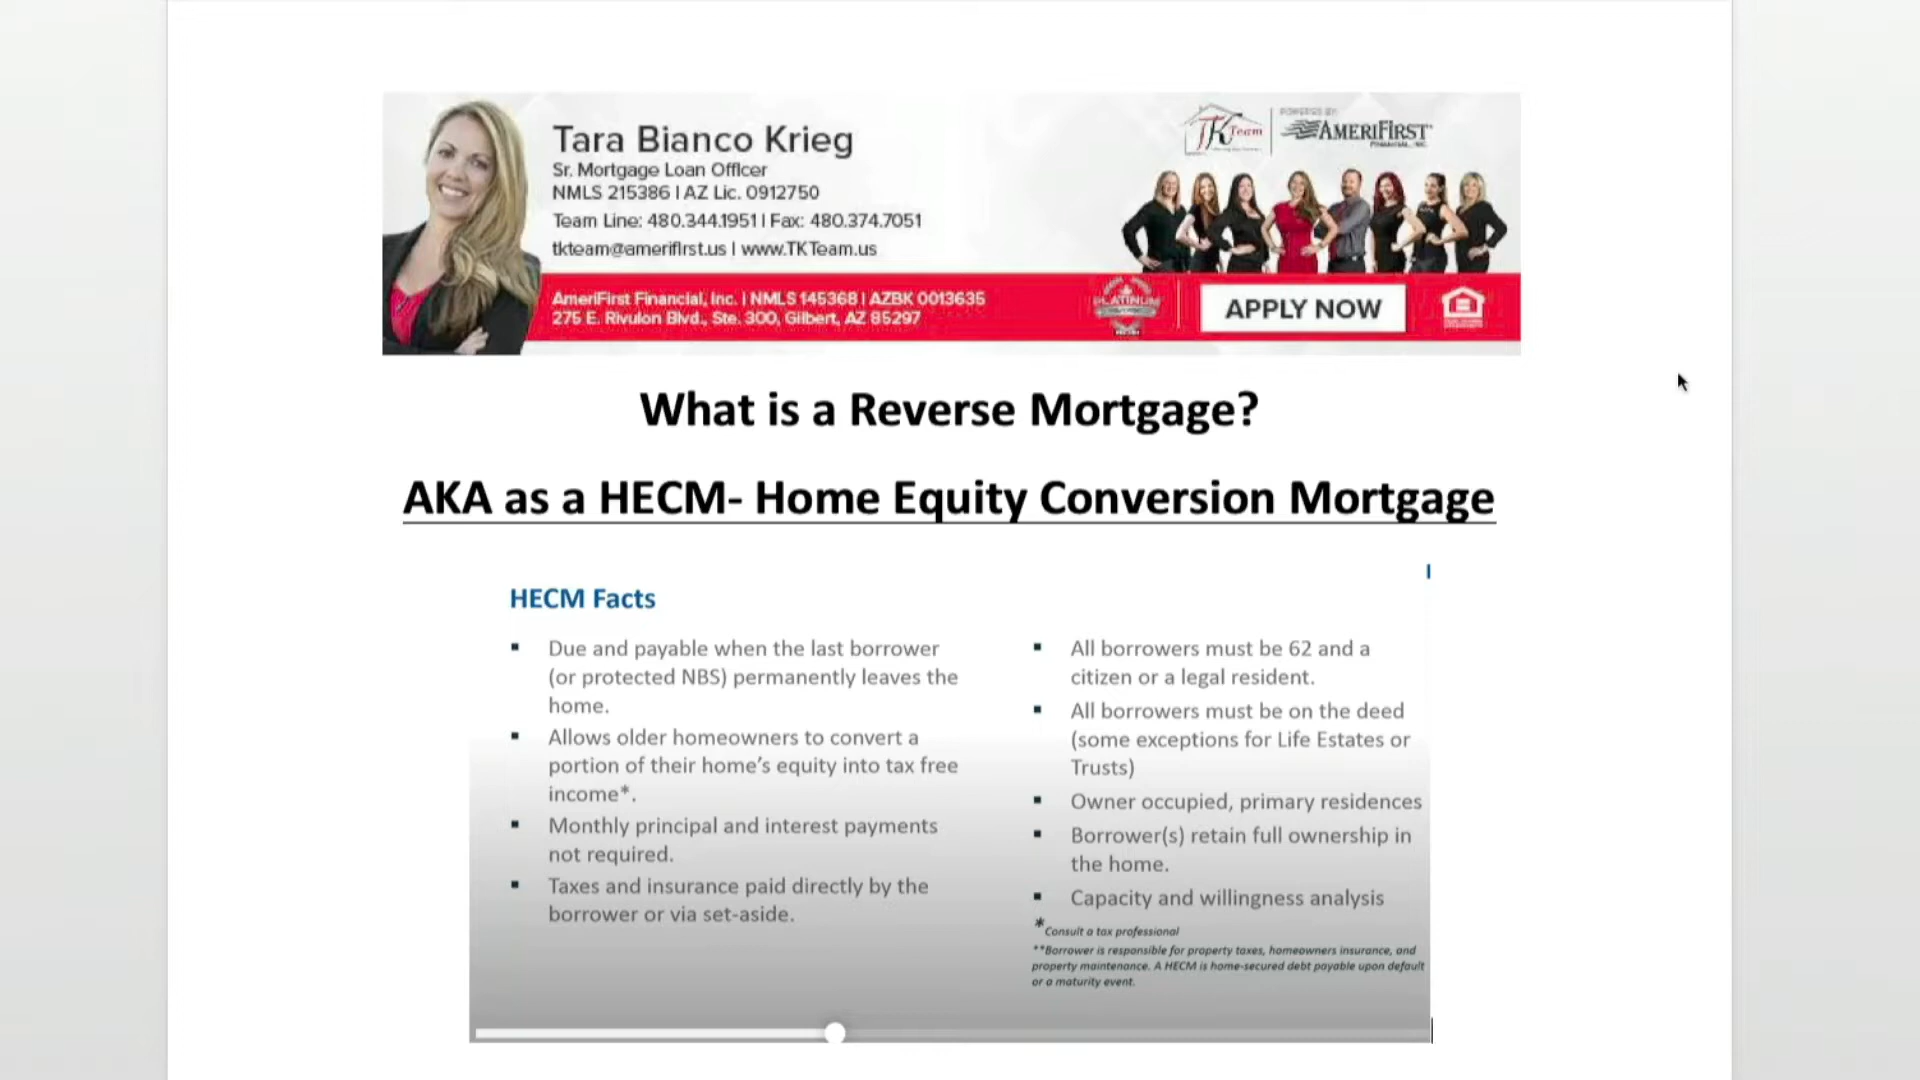 Tara Bianco Krieg
Sr. Mortgage Loan Officer
NMLS 215386 | AZ Lic. 0912750
Team Line: 480.344.1951 | Fax: 480.374.7051
tkteam@amerifirst.us | www.TKTeam.us
TK Team
POWERED BY
AMERIFIRST
FINANCIAL, INC.
AmeriFirst Financial, Inc. | NMLS 145368 | AZBK 0013635
275 E. Rivulon Blvd., Ste. 300, Gilbert, AZ 85297
PLATINUM
APPLY NOW
What is a Reverse Mortgage?
AKA as a HECM- Home Equity Conversion Mortgage
HECM Facts
▪ Due and payable when the last borrower
(or protected NBS) permanently leaves the
home.
▪ Allows older homeowners to convert a
portion of their home’s equity into tax free
income*.
▪ Monthly principal and interest payments
not required.
▪ Taxes and insurance paid directly by the
borrower or via set-aside.
▪ All borrowers must be 62 and a
citizen or a legal resident.
▪ All borrowers must be on the deed
(some exceptions for Life Estates or
Trusts)
▪ Owner occupied, primary residences
▪ Borrower(s) retain full ownership in
the home.
▪ Capacity and willingness analysis
*Consult a tax professional
**Borrower is responsible for property taxes, homeowners insurance, and
property maintenance. A HECM is home-secured debt payable upon default
or a maturity event.